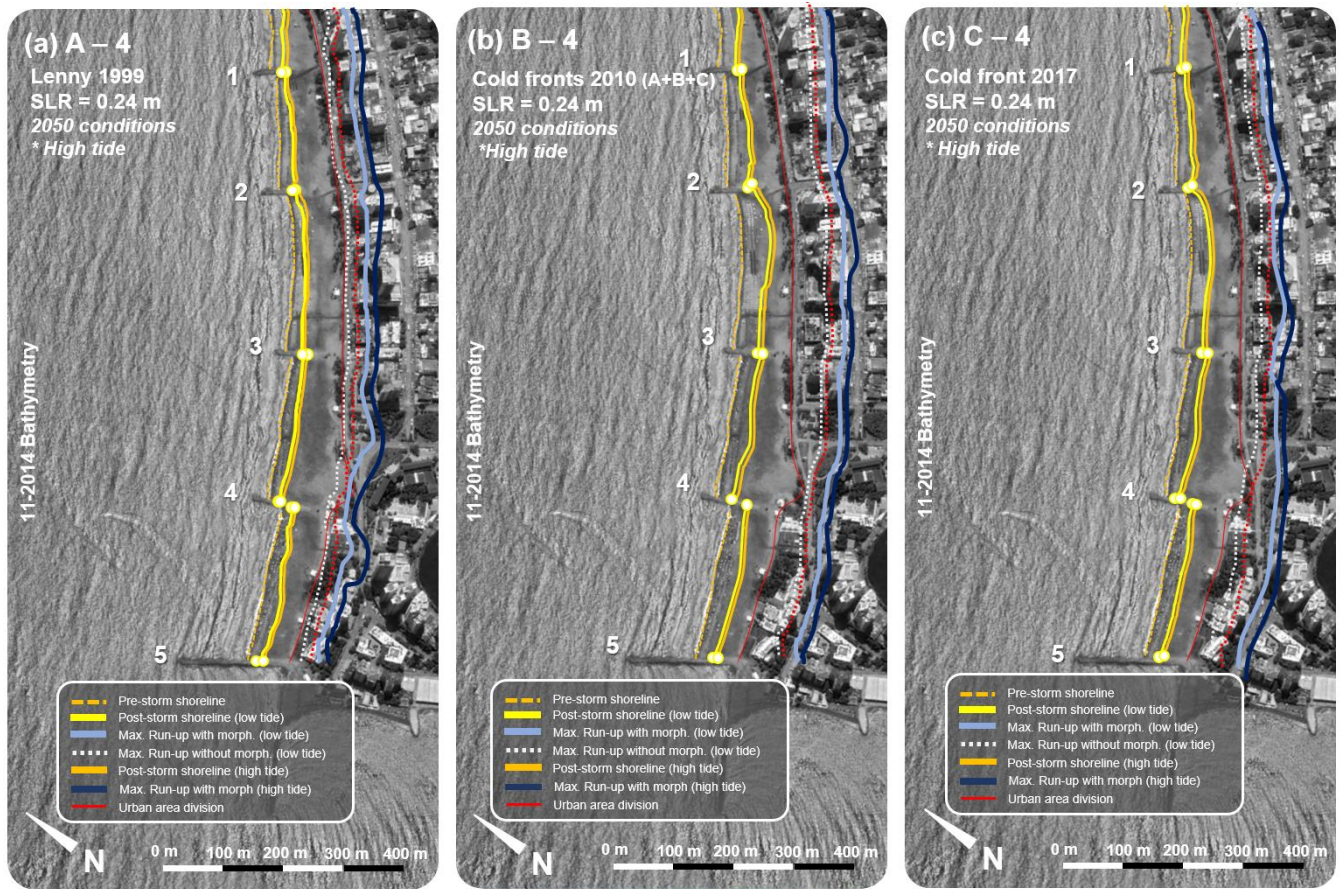 (a) A – 4
Lenny 1999
SLR = 0.24 m
2050 conditions
* High tide
1
2
3
4
5
11-2014 Bathymetry
Pre-storm shoreline
Post-storm shoreline (low tide)
Max. Run-up with morph. (low tide)
Max. Run-up without morph. (low tide)
Post-storm shoreline (high tide)
Max. Run-up with morph (high tide)
Urban area division
N
0 m 100 m 200 m 300 m 400 m
(b) B – 4
Cold fronts 2010 (A+B+C)
SLR = 0.24 m
2050 conditions
*High tide
1
2
3
4
5
11-2014 Bathymetry
Pre-storm shoreline
Post-storm shoreline (low tide)
Max. Run-up with morph. (low tide)
Max. Run-up without morph. (low tide)
Post-storm shoreline (high tide)
Max. Run-up with morph (high tide)
Urban area division
N
0 m 100 m 200 m 300 m 400 m
(c) C – 4
Cold front 2017
SLR = 0.24 m
2050 conditions
* High tide
1
2
3
4
5
11-2014 Bathymetry
Pre-storm shoreline
Post-storm shoreline (low tide)
Max. Run-up with morph. (low tide)
Max. Run-up without morph. (low tide)
Post-storm shoreline (high tide)
Max. Run-up with morph (high tide)
Urban area division
N
0 m 100 m 200 m 300 m 400 m